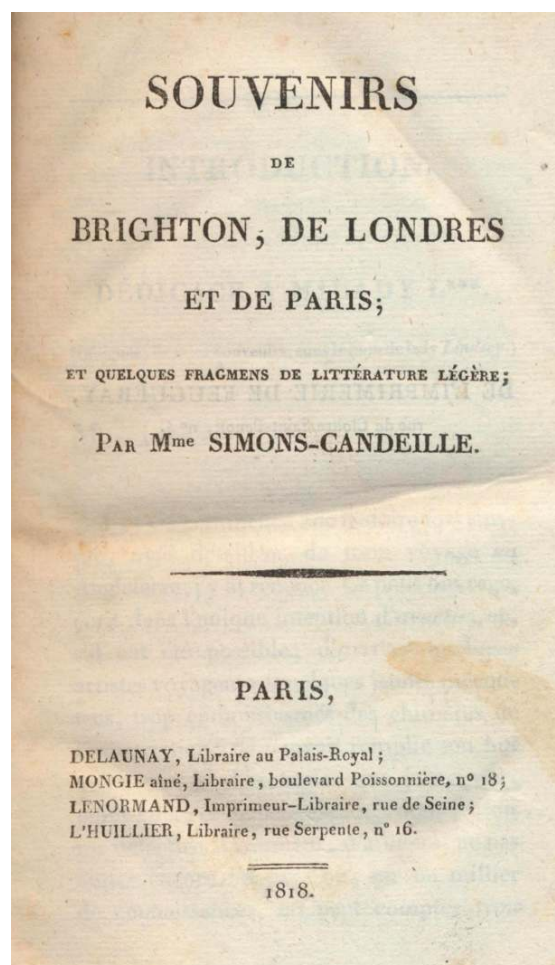 SOUVENIRS
DE
BRIGHTON, DE LONDRES
ET DE PARIS;
ET QUELQUES FRAGMENS DE LITTÉRATURE LÉGÈRE;
PAR Mme SIMONS-CANDEILLE.
PARIS,
DELAUNAY, Libraire au Palais-Royal;
MONGIE aîné, Libraire, boulevard Poissonnière, nº 18;
LENORMAND, Imprimeur-Libraire, rue de Seine;
L'HUILLIER, Libraire, rue Serpente, n° 16.
1818.